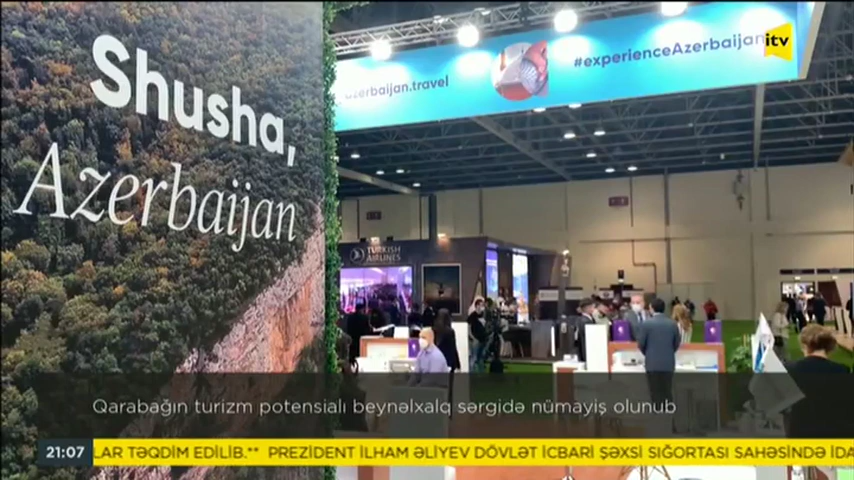 Shusha,
Azerbaijan
azerbaijan.travel
#experienceAzerbaijan
itv
TURKISH
AIRLINES
Qarabağın turizm potensialı beynəlxalq sərgidə nümayiş olunub
21:07
LAR TƏQDİM EDİLİB.** PREZİDENT İLHAM ƏLİYEV DÖVLƏT İCBARİ ŞƏXSİ SIĞORTASI SAHƏSİNDƏ İDA